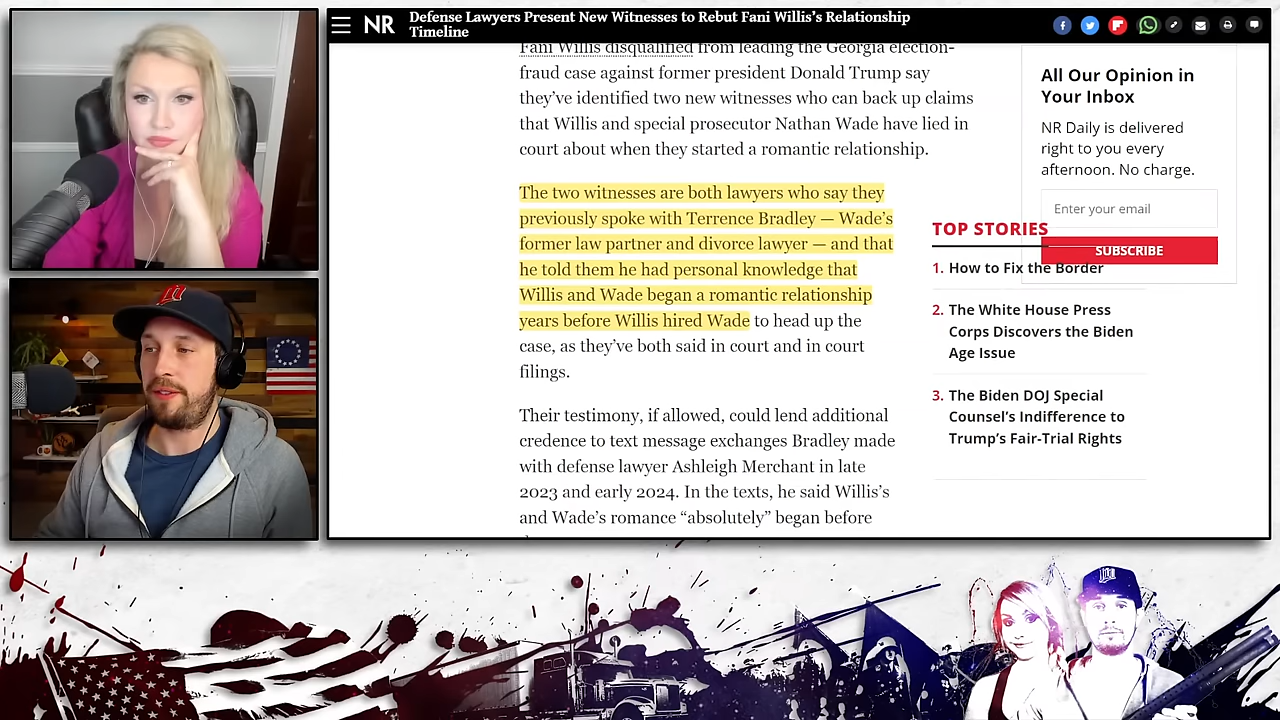 NR
Defense Lawyers Present New Witnesses to Rebut Fani Willis's Relationship
Timeline
Fani Willis disqualified from leading the Georgia election-
fraud case against former president Donald Trump say
they've identified two new witnesses who can back up claims
that Willis and special prosecutor Nathan Wade have lied in
court about when they started a romantic relationship.
The two witnesses are both lawyers who say they
previously spoke with Terrence Bradley — Wade's
former law partner and divorce lawyer — and that
he told them he had personal knowledge that
Willis and Wade began a romantic relationship
years before Willis hired Wade to head up the
case, as they've both said in court and in court
filings.
Their testimony, if allowed, could lend additional
credence to text message exchanges Bradley made
with defense lawyer Ashleigh Merchant in late
2023 and early 2024. In the texts, he said Willis's
and Wade's romance “absolutely” began before
All Our Opinion in
Your Inbox
NR Daily is delivered
right to you every
afternoon. No charge.
Enter your email
SUBSCRIBE
TOP STORIES
1. How to Fix the Border
2. The White House Press
Corps Discovers the Biden
Age Issue
3. The Biden DOJ Special
Counsel's Indifference to
Trump's Fair-Trial Rights